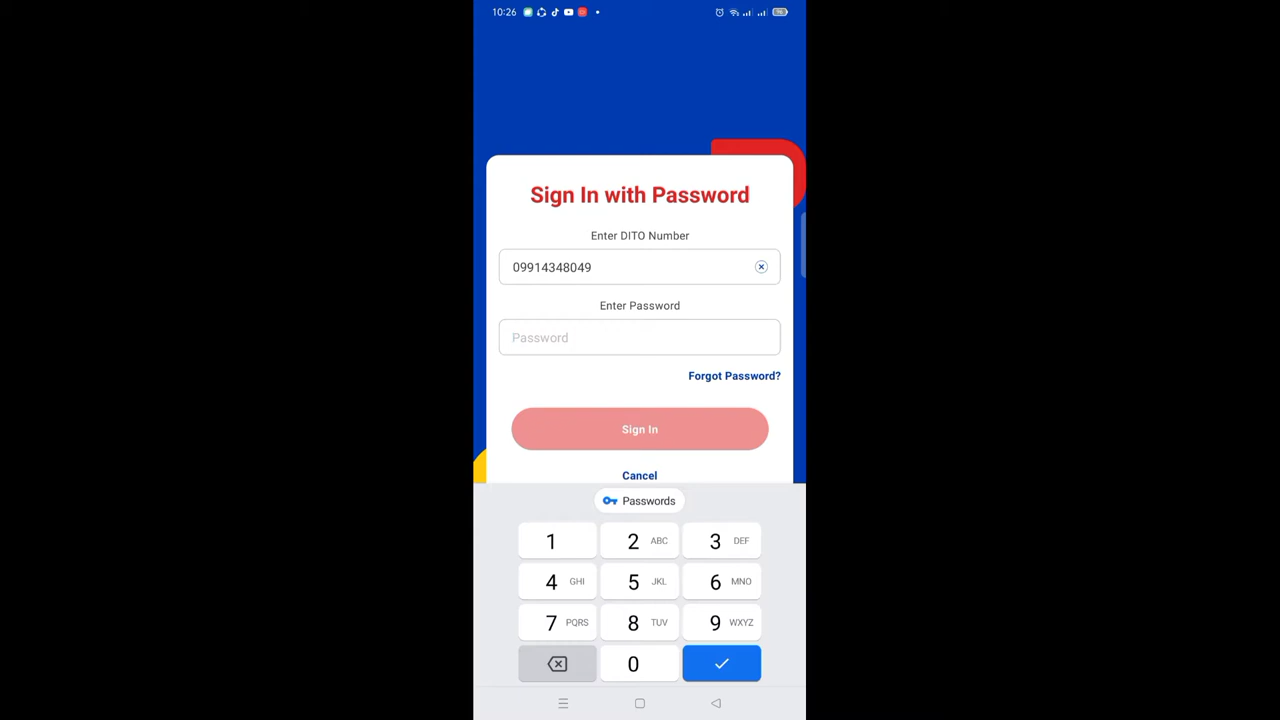 10:26
Sign In with Password
Enter DITO Number
09914348049
Enter Password
Password
Forgot Password?
Sign In
Cancel
Passwords
1 2 ABC 3 DEF
4 GHI 5 JKL 6 MNO
7 PQRS 8 TUV 9 WXYZ
0